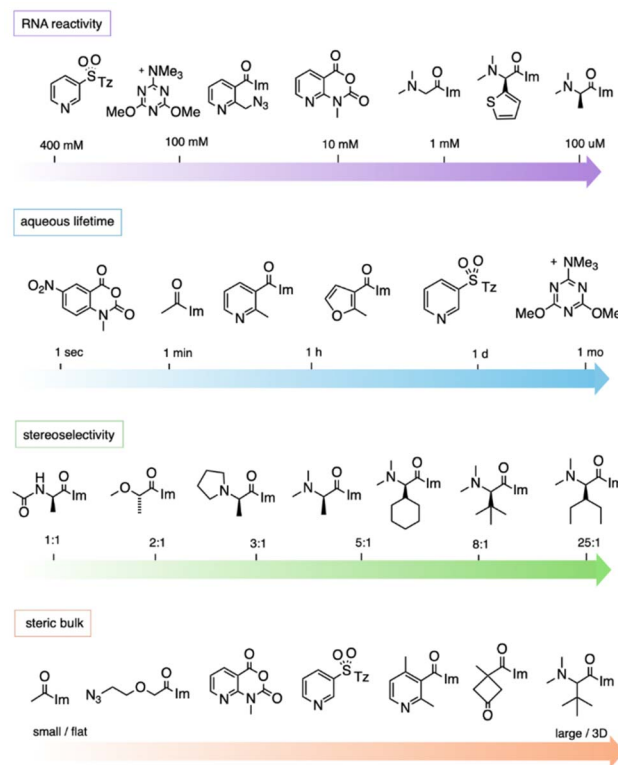 RNA reactivity
O O
S
Tz
N
+ NMe3
N N
MeO N OMe
O
Im
N N3
O
O
N N O
N O
Im
N O
Im
S
N O
Im
400 mM 100 mM 10 mM 1 mM 100 uM
aqueous lifetime
O2N O
O
N O
O
Im
O
Im
N
O
Im
O
O O
S
Tz
N
+ NMe3
N N
MeO N OMe
1 sec 1 min 1 h 1 d 1 mo
stereoselectivity
H
N O
Im
O
O O
Im
N O
Im
N O
Im
N O
Im
N O
Im
N O
Im
1:1 2:1 3:1 5:1 8:1 25:1
steric bulk
O
Im
N3 O O
Im
O
O
N N O
O O
S
Tz
N
O
Im
N
O
Im
O
N O
Im
small / flat large / 3D